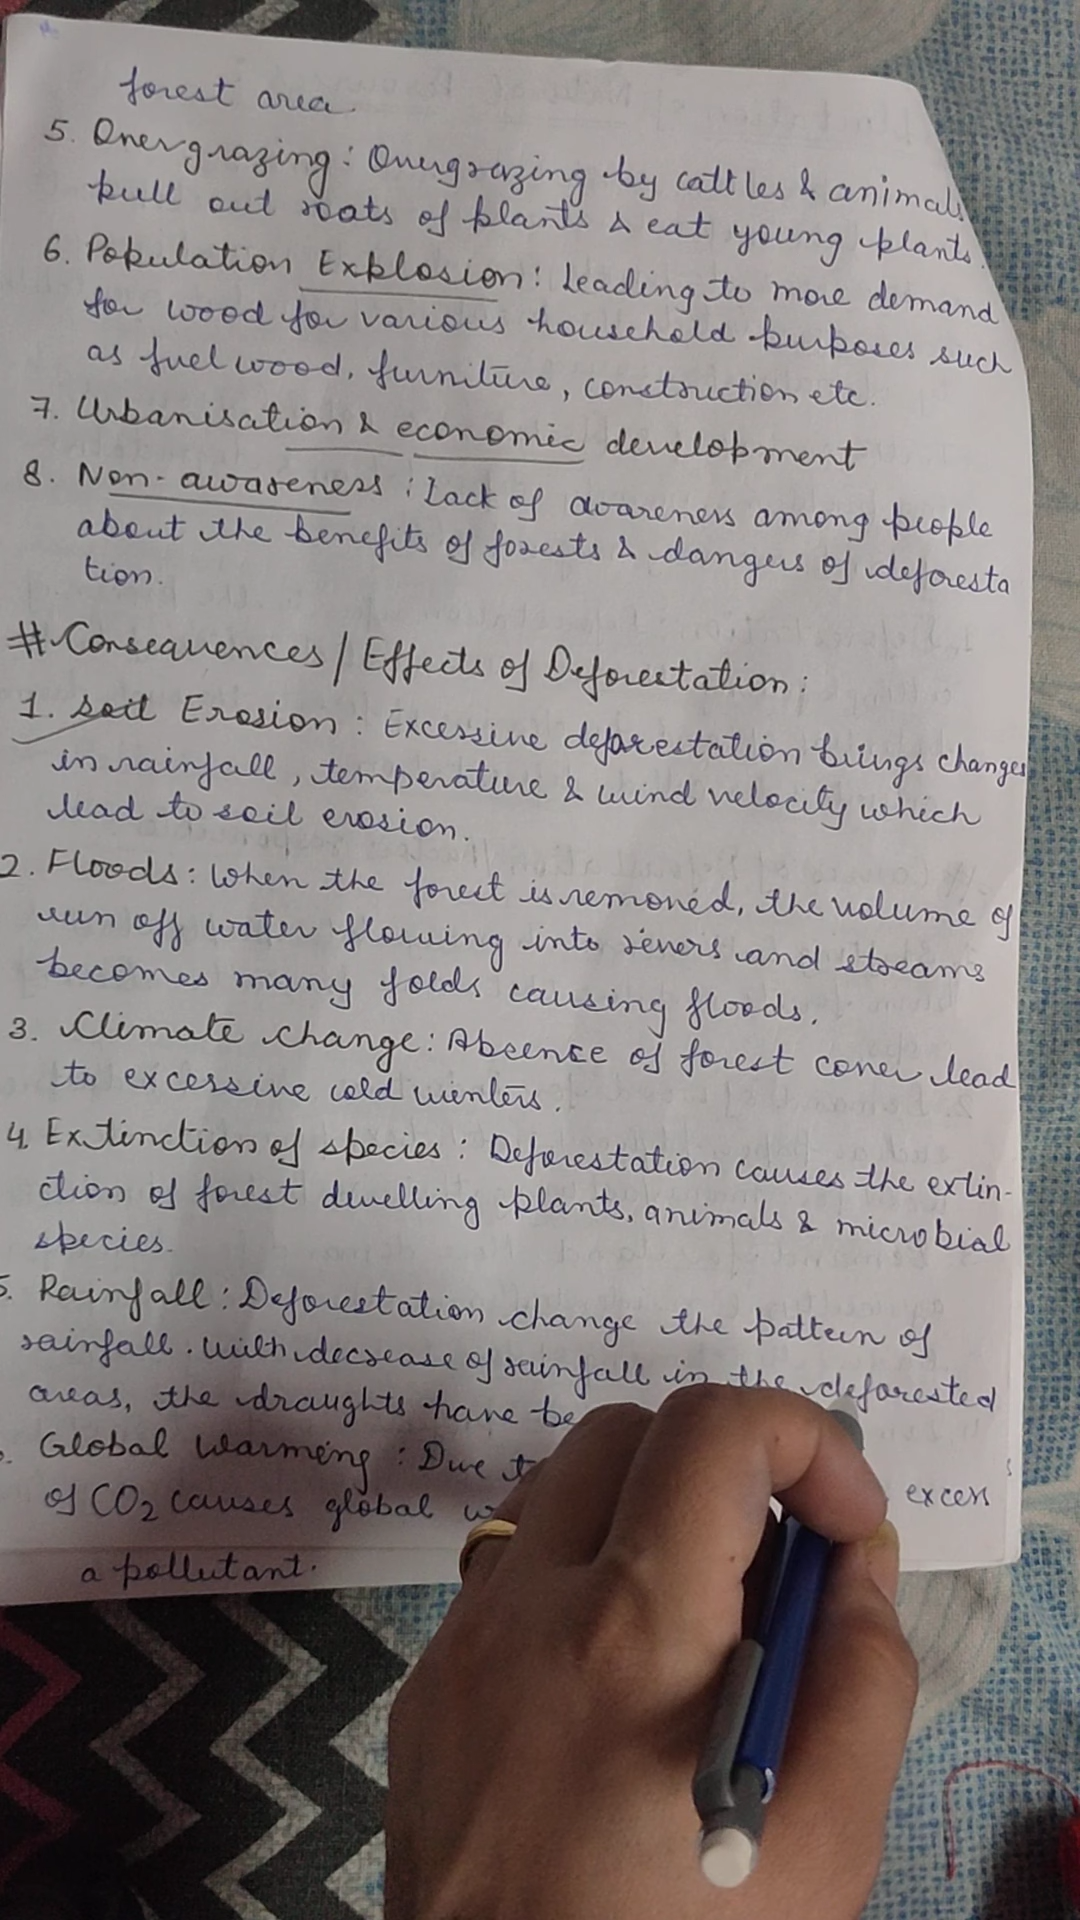 forest area
5. Overgrazing: Overgrazing by cattles & animals
pull out roots of plants & eat young plants.
6. Population Explosion: Leading to more demand
for wood for various household purposes such
as fuel wood, furniture, construction etc.
7. Urbanisation & economic development
8. Non-awareness: Lack of avareness among people
about the benefits of forests & dangers of deforesta
tion.
# Consequences / Effects of Deforestation:
1. Soil Erosion: Excessive deforestation brings changes
in rainfall, temperature & wind velocity which
lead to soil erosion.
2. Floods: When the forest is removed, the volume of
run off water flowing into rivers and streams
becomes many folds causing floods.
3. Climate change: Absence of forest cover lead
to excessive cold winters.
4. Extinction of species: Deforestation causes the extin-
ction of forest dwelling plants, animals & microbial
species.
5. Rainfall: Deforestation change the pattern of
rainfall. With decrease of rainfall in the deforested
areas, the draughts have be
Global Warming: Due
excess
of CO2 causes global
a pollutant.